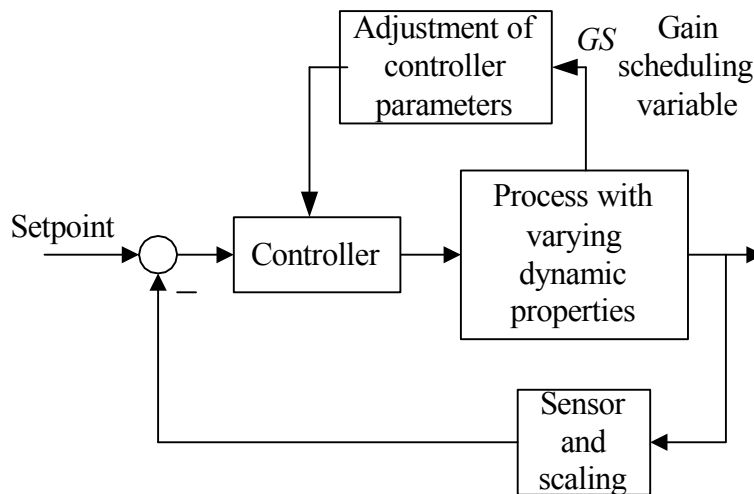 Adjustment of
controller
parameters
GS
Gain
scheduling
variable
Setpoint
Controller
Process with
varying
dynamic
properties
Sensor
and
scaling